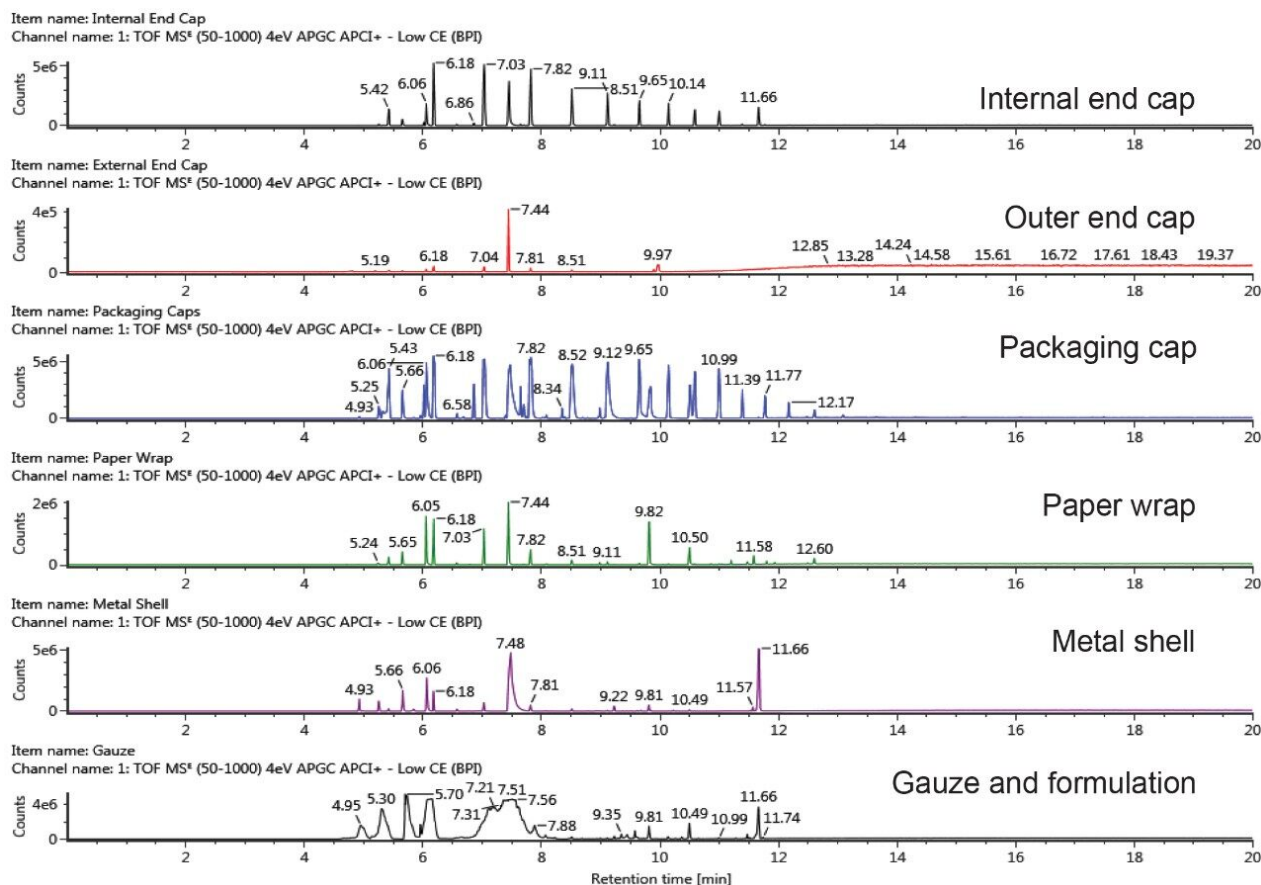 Item name: Internal End Cap
Channel name: 1: TOF MSᴱ (50-1000) 4eV APGC APCI+ - Low CE (BPI)
5e6
0
Counts
5.42
6.06
6.18
6.86
7.03
7.82
9.11
8.51
9.65
10.14
11.66
Internal end cap
2 4 6 8 10 12 14 16 18 20
Item name: External End Cap
Channel name: 1: TOF MSᴱ (50-1000) 4eV APGC APCI+ - Low CE (BPI)
4e5
0
Counts
5.19
6.18
7.04
7.44
7.81
8.51
9.97
12.85
13.28
14.24
14.58
15.61
16.72
17.61
18.43
19.37
Outer end cap
2 4 6 8 10 12 14 16 18 20
Item name: Packaging Caps
Channel name: 1: TOF MSᴱ (50-1000) 4eV APGC APCI+ - Low CE (BPI)
5e6
0
Counts
4.93
5.25
5.43
6.06
5.66
6.18
6.58
7.82
8.34
8.52
9.12
9.65
10.99
11.39
11.77
12.17
Packaging cap
2 4 6 8 10 12 14 16 18 20
Item name: Paper Wrap
Channel name: 1: TOF MSᴱ (50-1000) 4eV APGC APCI+ - Low CE (BPI)
2e6
0
Counts
5.24
5.65
6.05
6.18
7.03
7.44
7.82
8.51
9.11
9.82
10.50
11.58
12.60
Paper wrap
2 4 6 8 10 12 14 16 18 20
Item name: Metal Shell
Channel name: 1: TOF MSᴱ (50-1000) 4eV APGC APCI+ - Low CE (BPI)
5e6
0
Counts
4.93
5.66
6.06
6.18
7.48
7.81
9.22
9.81
10.49
11.57
11.66
Metal shell
2 4 6 8 10 12 14 16 18 20
Item name: Gauze
Channel name: 1: TOF MSᴱ (50-1000) 4eV APGC APCI+ - Low CE (BPI)
4e6
0
Counts
4.95
5.30
5.70
7.21
7.31
7.51
7.56
7.88
9.35
9.81
10.49
10.99
11.66
11.74
Gauze and formulation
2 4 6 8 10 12 14 16 18 20
Retention time [min]